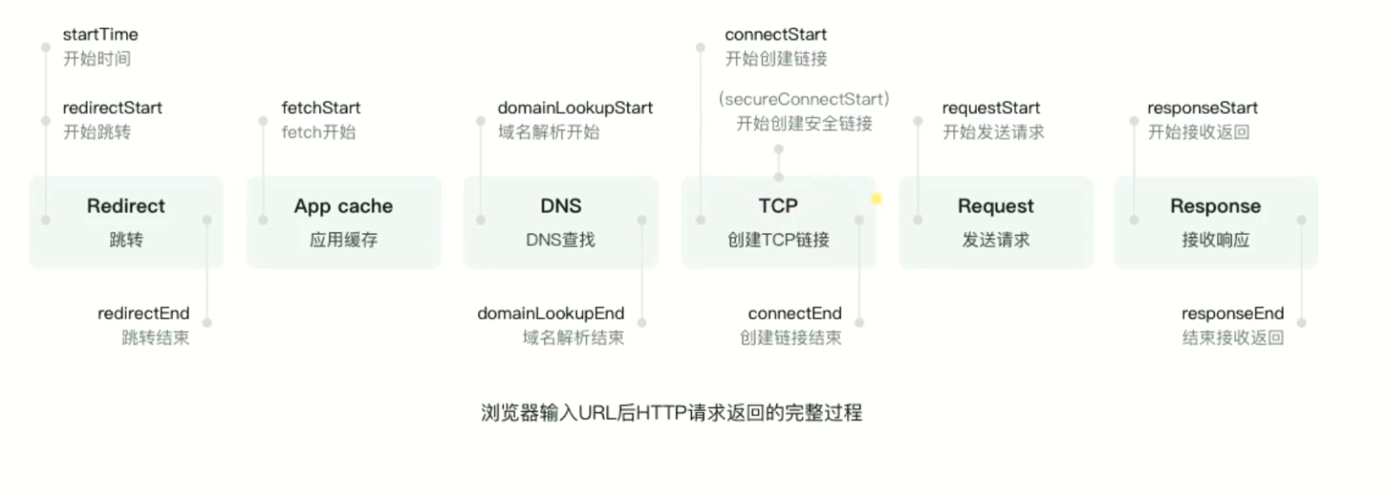 startTime
开始时间
redirectStart
开始跳转
fetchStart
fetch开始
domainLookupStart
域名解析开始
connectStart
开始创建链接
(secureConnectStart)
开始创建安全链接
requestStart
开始发送请求
responseStart
开始接收返回
Redirect
跳转
App cache
应用缓存
DNS
DNS查找
TCP
创建TCP链接
Request
发送请求
Response
接收响应
redirectEnd
跳转结束
domainLookupEnd
域名解析结束
connectEnd
创建链接结束
responseEnd
结束接收返回
浏览器输入URL后HTTP请求返回的完整过程